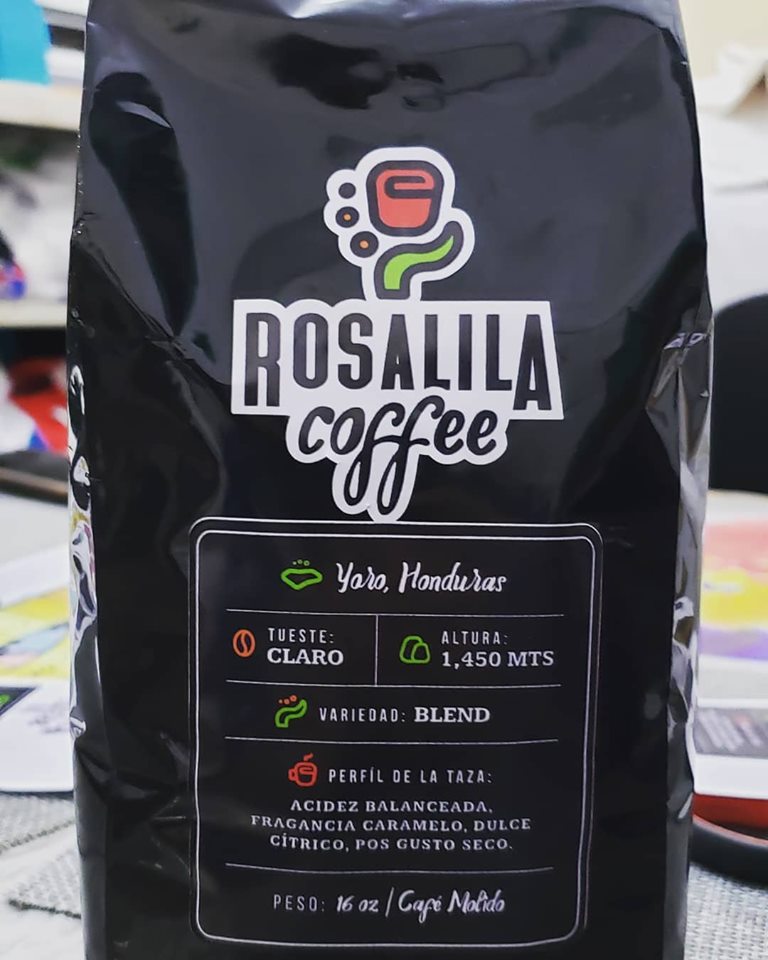 ROSALILA
coffee
Yoro, Honduras
TUESTE:
CLARO
ALTURA:
1,450 MTS
VARIEDAD: BLEND
PERFÍL DE LA TAZA:
ACIDEZ BALANCEADA,
FRAGANCIA CARAMELO, DULCE
CÍTRICO, POS GUSTO SECO.
PESO: 16 oz | Café Molido